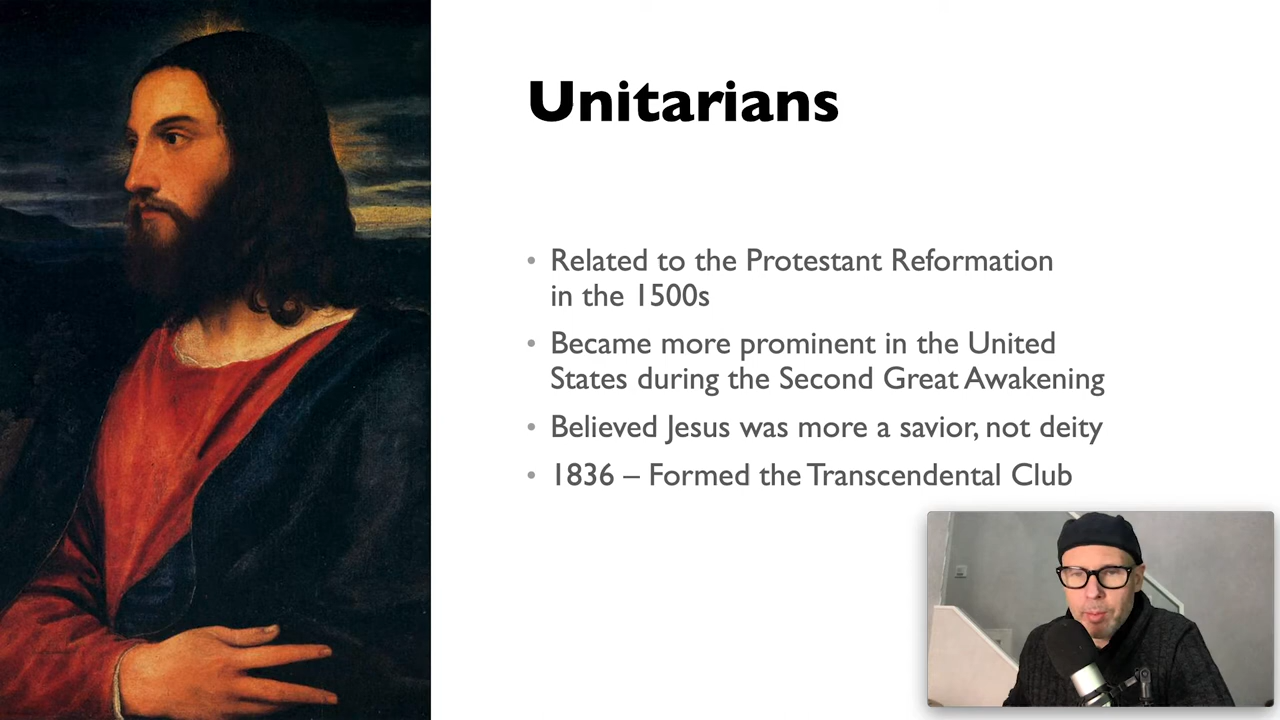 Unitarians
• Related to the Protestant Reformation
in the 1500s
• Became more prominent in the United
States during the Second Great Awakening
• Believed Jesus was more a savior, not deity
• 1836 – Formed the Transcendental Club